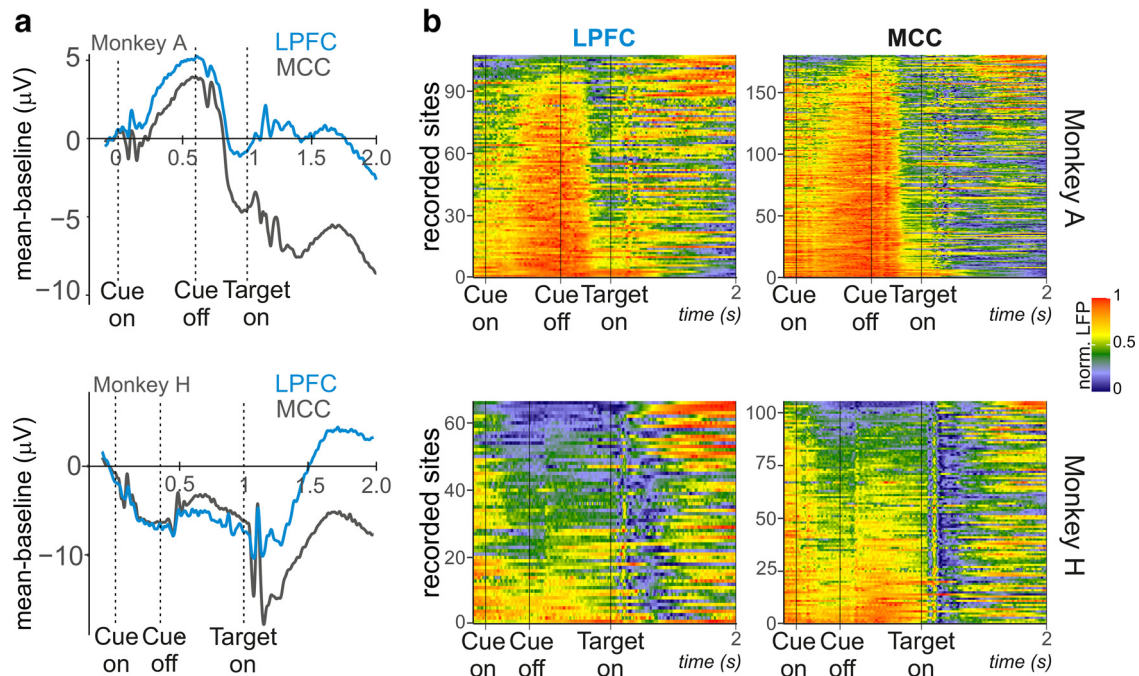 a
b
Monkey A
LPFC
MCC
mean-baseline (µV)
5
0
−5
−10
0
0.5
1
1.5
2.0
Cue on
Cue off
Target on
Monkey H
LPFC
MCC
mean-baseline (µV)
0
−10
0.5
1
1.5
2.0
Cue on
Cue off
Target on
LPFC
MCC
recorded sites
90
60
30
0
Cue on
Cue off
Target on
2
time (s)
150
100
50
0
Cue on
Cue off
Target on
2
time (s)
Monkey A
norm. LFP
1
0.5
0
recorded sites
60
40
20
0
Cue on
Cue off
Target on
2
time (s)
100
75
50
25
0
Cue on
Cue off
Target on
2
time (s)
Monkey H